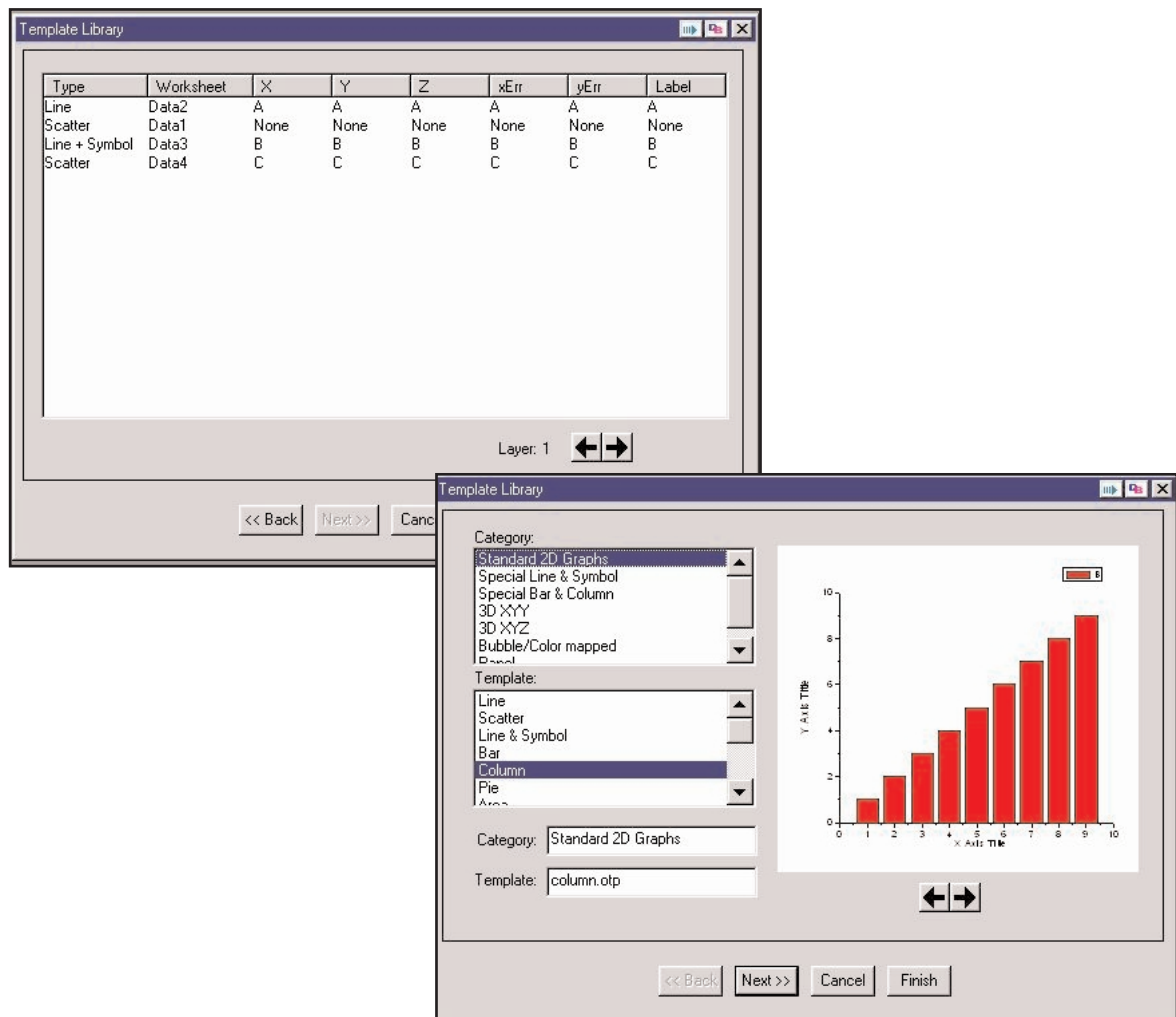 Template Library
Type Worksheet X Y Z xErr yErr Label
Line Data2 A A A A A A
Scatter Data1 None None None None None None
Line + Symbol Data3 B B B B B B
Scatter Data4 C C C C C C
Layer: 1
<< Back Next >> Canc
Template Library
Category:
Standard 2D Graphs
Special Line & Symbol
Special Bar & Column
3D XYY
3D XYZ
Bubble/Color mapped
Panel
Template:
Line
Scatter
Line & Symbol
Bar
Column
Pie
Area
Category: Standard 2D Graphs
Template: column.otp
B
10
8
6
4
2
0
Y Axis Title
0 1 2 3 4 5 6 7 8 9 10
X Axis Title
<< Back Next >> Cancel Finish